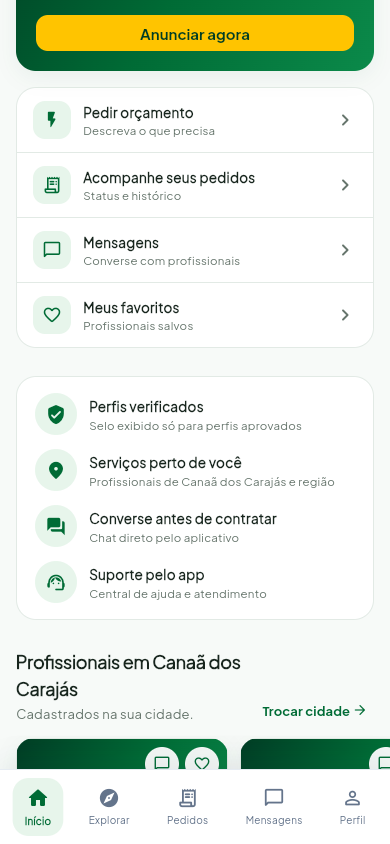 Anunciar agora
Pedir orçamento
Descreva o que precisa
Acompanhe seus pedidos
Status e histórico
Mensagens
Converse com profissionais
Meus favoritos
Profissionais salvos
Perfis verificados
Selo exibido só para perfis aprovados
Serviços perto de você
Profissionais de Canaã dos Carajás e região
Converse antes de contratar
Chat direto pelo aplicativo
Suporte pelo app
Central de ajuda e atendimento
Profissionais em Canaã dos
Carajás
Cadastrados na sua cidade.
Trocar cidade
Início
Explorar
Pedidos
Mensagens
Perfil